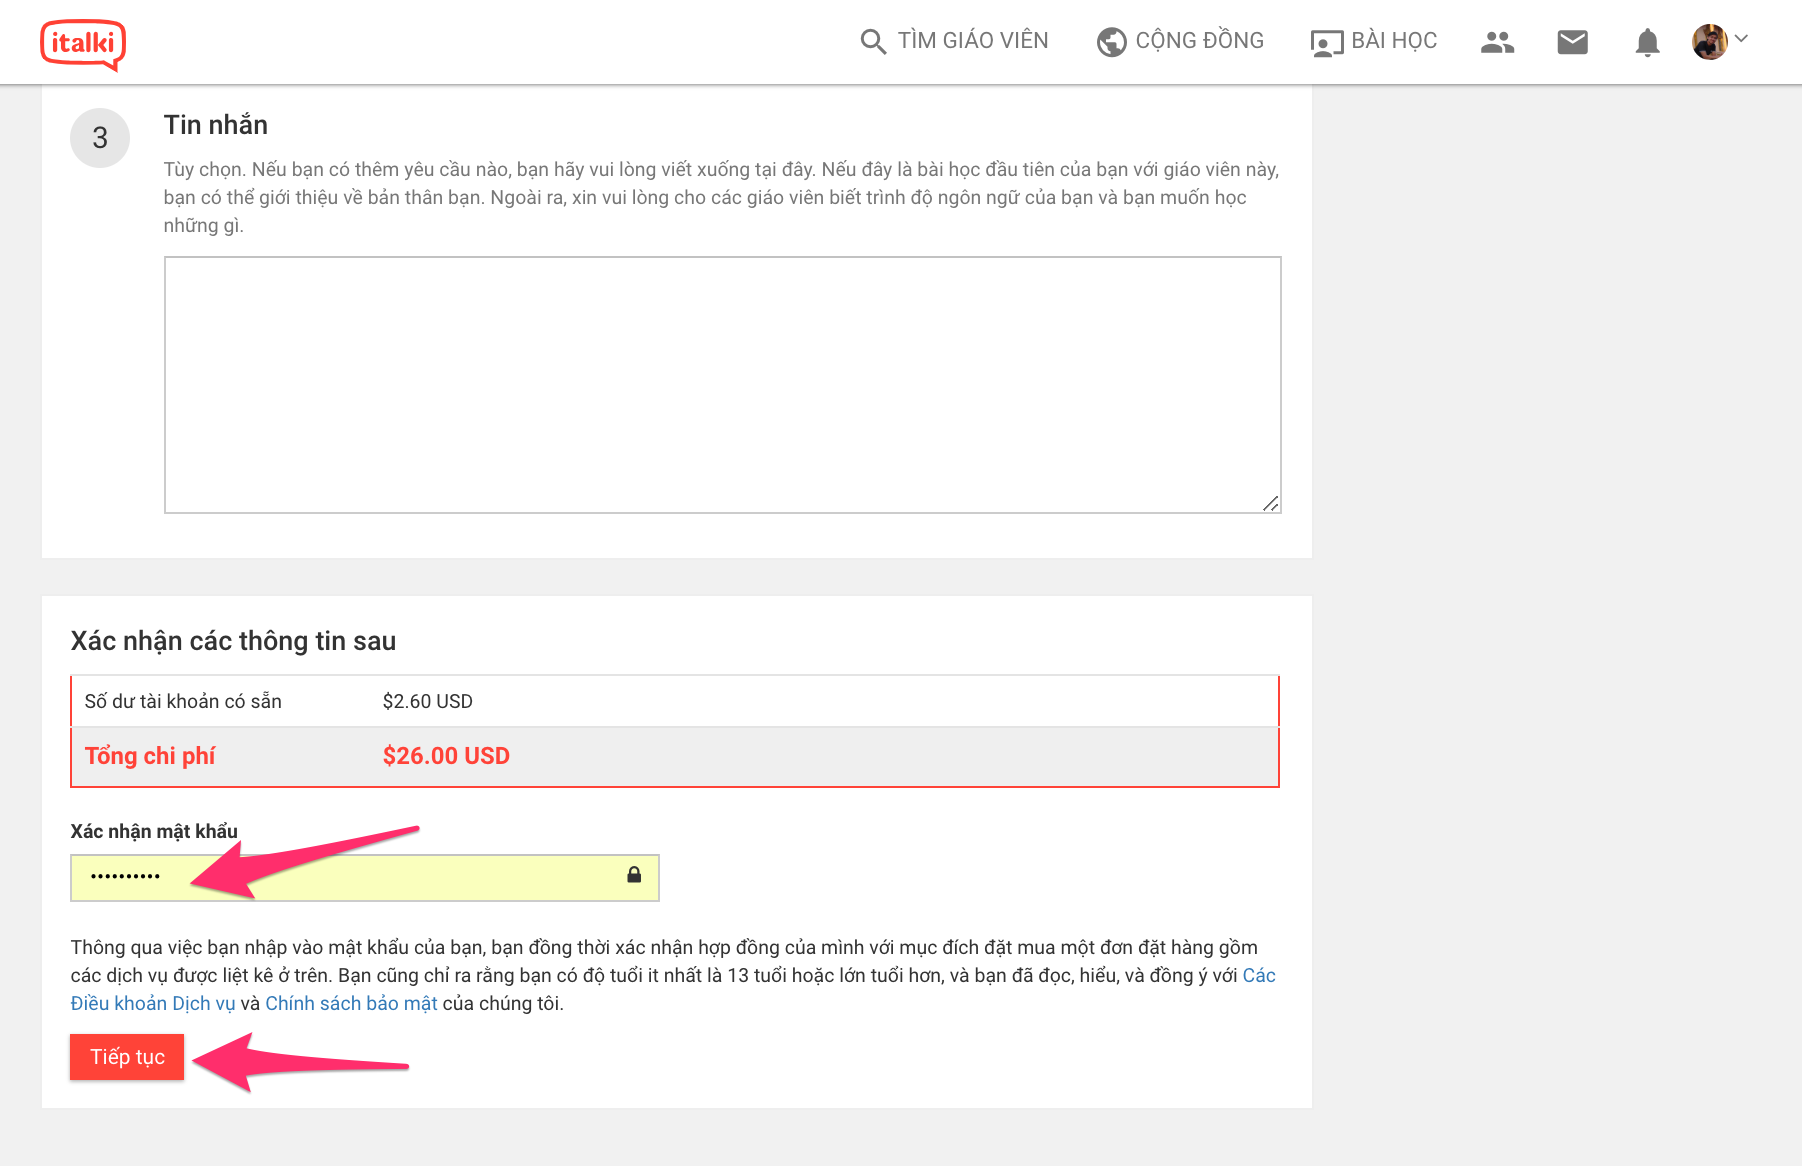 italki
TÌM GIÁO VIÊN
CỘNG ĐỒNG
BÀI HỌC
3
Tin nhắn
Tùy chọn. Nếu bạn có thêm yêu cầu nào, bạn hãy vui lòng viết xuống tại đây. Nếu đây là bài học đầu tiên của bạn với giáo viên này,
bạn có thể giới thiệu về bản thân bạn. Ngoài ra, xin vui lòng cho các giáo viên biết trình độ ngôn ngữ của bạn và bạn muốn học
những gì.
Xác nhận các thông tin sau
Số dư tài khoản có sẵn $2.60 USD
Tổng chi phí $26.00 USD
Xác nhận mật khẩu
••••••••••
Thông qua việc bạn nhập vào mật khẩu của bạn, bạn đồng thời xác nhận hợp đồng của mình với mục đích đặt mua một đơn đặt hàng gồm
các dịch vụ được liệt kê ở trên. Bạn cũng chỉ ra rằng bạn có độ tuổi it nhất là 13 tuổi hoặc lớn tuổi hơn, và bạn đã đọc, hiểu, và đồng ý với Các
Điều khoản Dịch vụ và Chính sách bảo mật của chúng tôi.
Tiếp tục